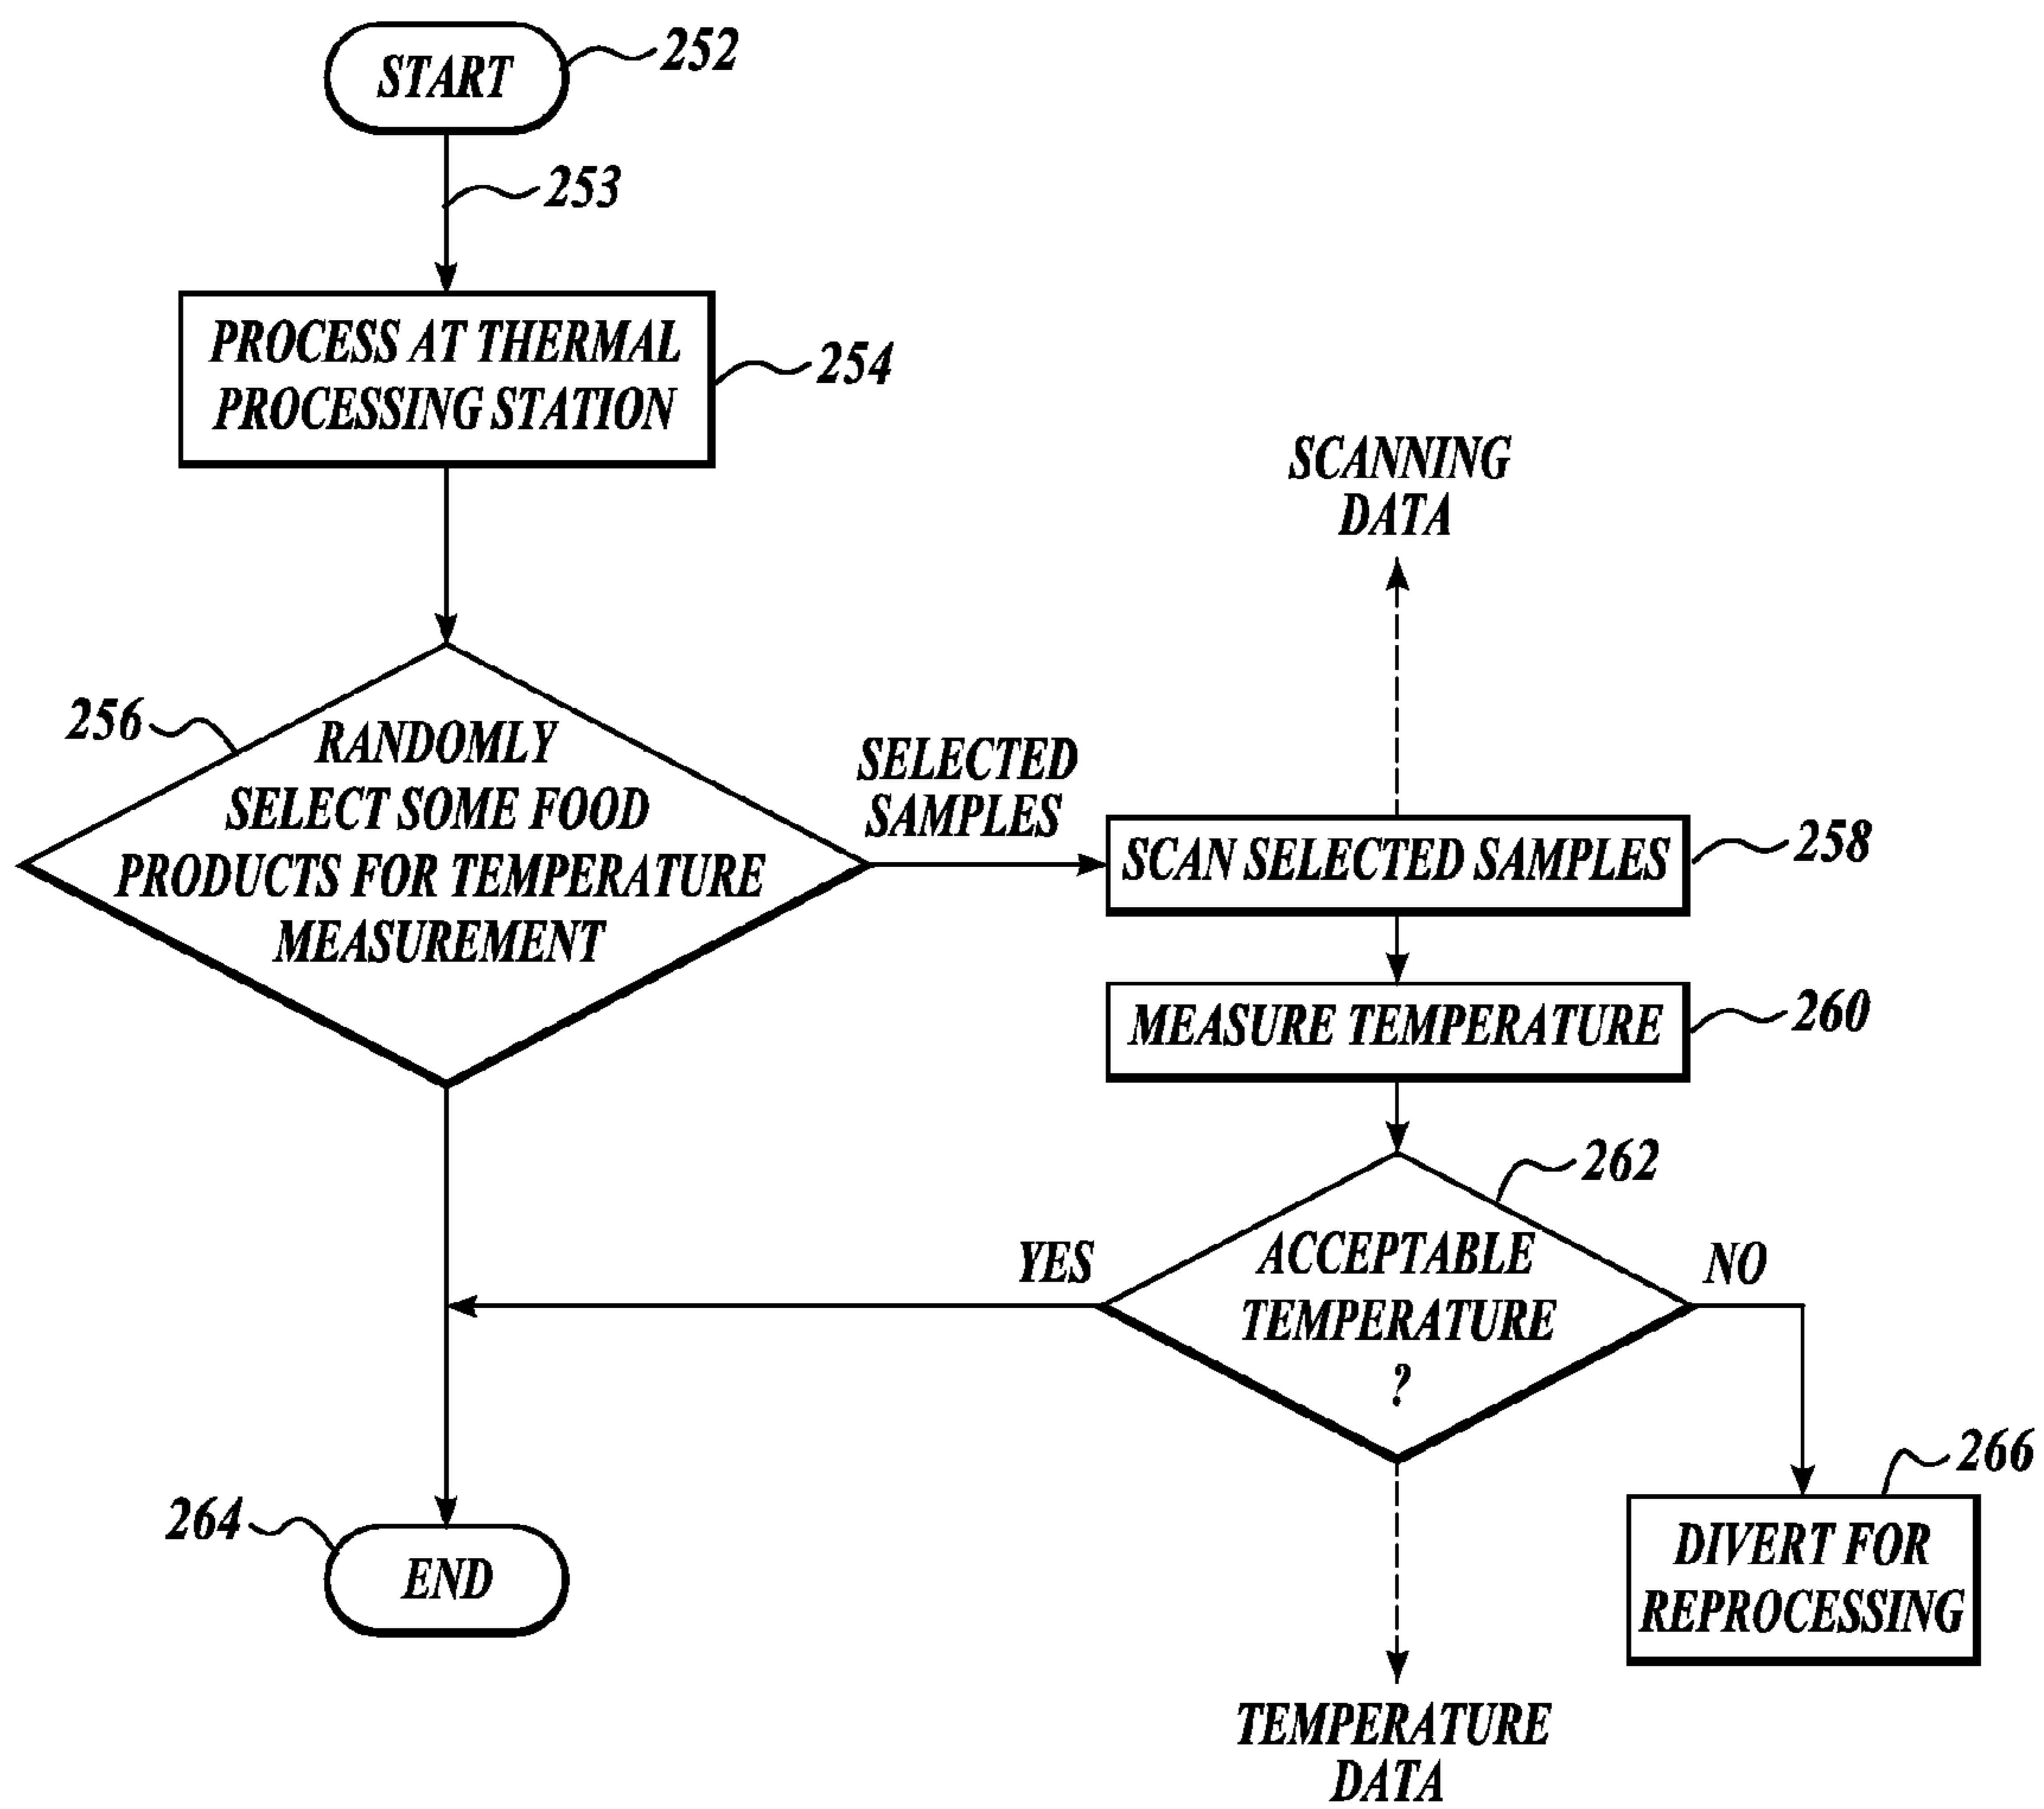 START
252
253
PROCESS AT THERMAL
PROCESSING STATION
254
256
RANDOMLY
SELECT SOME FOOD
PRODUCTS FOR TEMPERATURE
MEASUREMENT
SELECTED
SAMPLES
SCANNING
DATA
SCAN SELECTED SAMPLES
258
MEASURE TEMPERATURE
260
262
ACCEPTABLE
TEMPERATURE
?
YES
NO
264
END
266
DIVERT FOR
REPROCESSING
TEMPERATURE
DATA